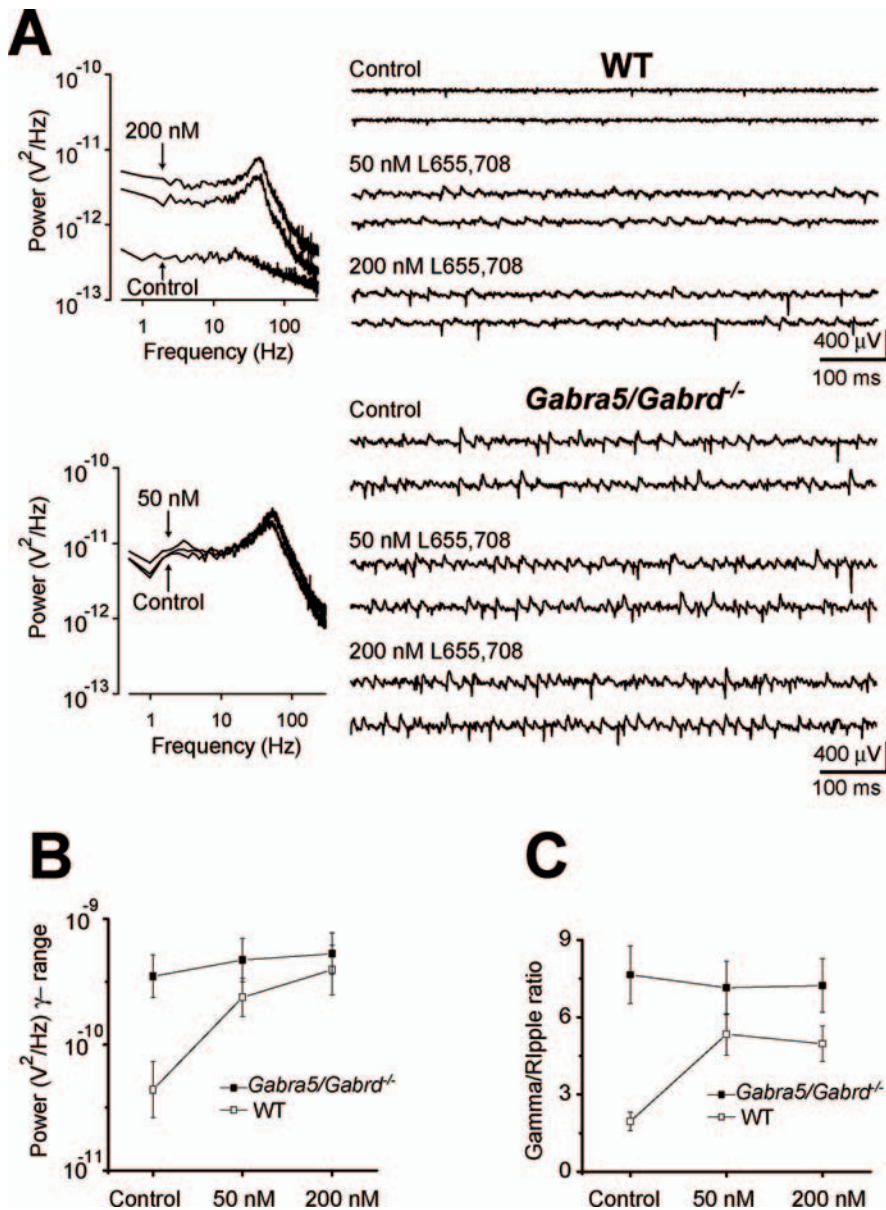 A
Power (V²/Hz)
10⁻¹⁰
10⁻¹¹
10⁻¹²
10⁻¹³
200 nM
Control
1 10 100
Frequency (Hz)
WT
Control
50 nM L655,708
200 nM L655,708
400 µV
100 ms
Gabra5/Gabrd⁻/⁻
Control
50 nM L655,708
200 nM L655,708
400 µV
100 ms
Power (V²/Hz)
10⁻¹⁰
10⁻¹¹
10⁻¹²
10⁻¹³
50 nM
Control
1 10 100
Frequency (Hz)
B
Power (V²/Hz) γ– range
10⁻⁹
10⁻¹⁰
10⁻¹¹
Gabra5/Gabrd⁻/⁻
WT
Control 50 nM 200 nM
C
Gamma/RIpple ratio
9
6
3
0
Gabra5/Gabrd⁻/⁻
WT
Control 50 nM 200 nM